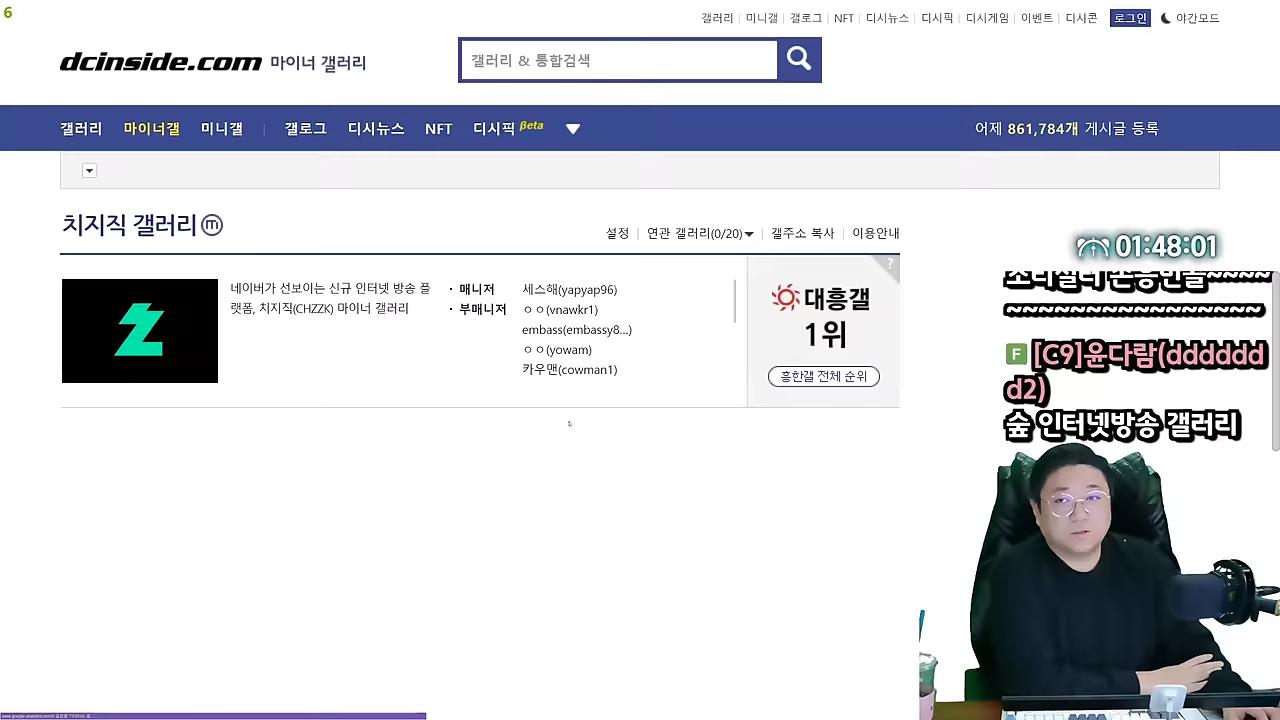 6
갤러리 미니갤 갤로그 NFT 디시뉴스 디시픽 디시게임 이벤트 디시콘 로그인 야간모드
dcinside.com 마이너 갤러리
갤러리 & 통합검색
갤러리 마이너갤 미니갤 갤로그 디시뉴스 NFT 디시픽 βeta
어제 861,784개 게시글 등록
치지직 갤러리 ⓜ
설정 연관 갤러리(0/20) 갤주소 복사 이용안내
네이버가 선보이는 신규 인터넷 방송 플
랫폼, 치지직(CHZZK) 마이너 갤러리
· 매니저 세스해(yapyap96)
· 부매니저 ㅇㅇ(vnawkr1)
embass(embassy8...)
ㅇㅇ(yowam)
카우맨(cowman1)
?
대흥갤
1위
흥한갤 전체 순위
01:48:01
~~~~~~~~~~~~~~~~
F [C9]윤다람(dddddd
d2)
숲 인터넷방송 갤러리